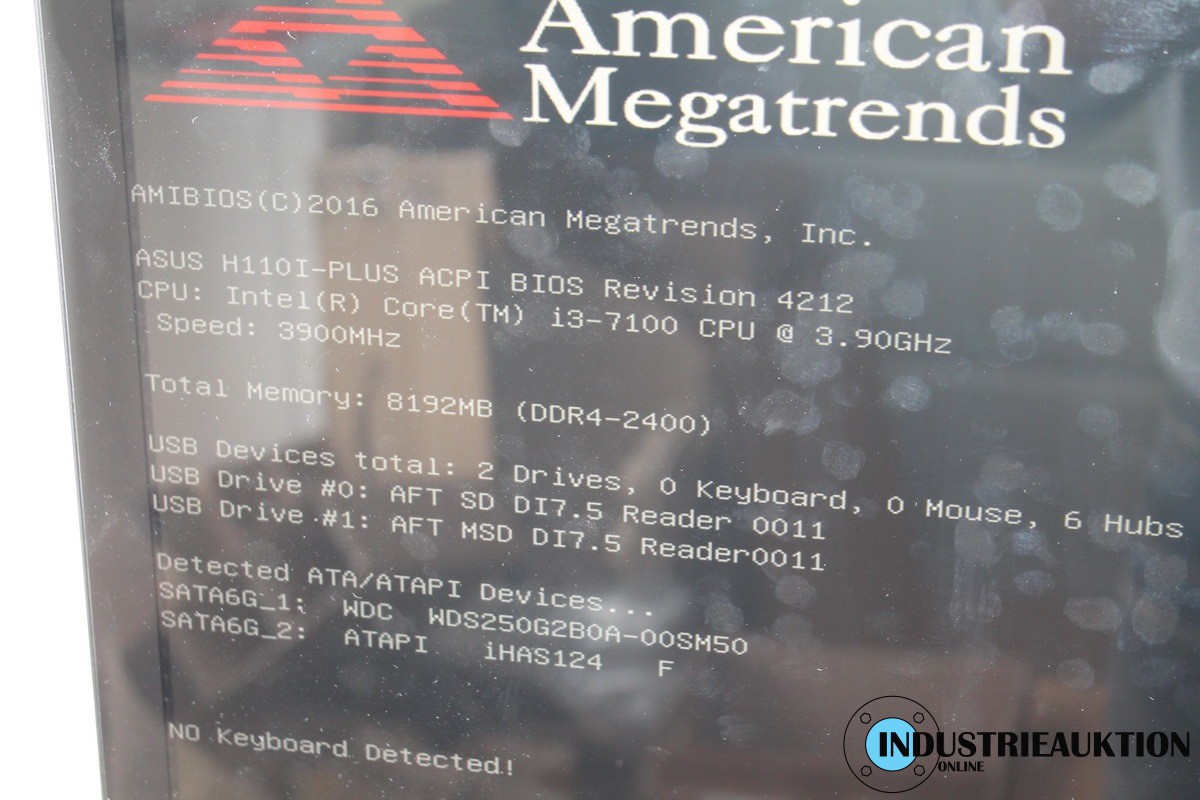 American
Megatrends
AMIBIOS(C)2016 American Megatrends, Inc.
ASUS H110I-PLUS ACPI BIOS Revision 4212
CPU: Intel(R) Core(TM) i3-7100 CPU @ 3.90GHz
Speed: 3900MHz
Total Memory: 8192MB (DDR4-2400)
USB Devices total: 2 Drives, 0 Keyboard, 0 Mouse, 6 Hubs
USB Drive #0: AFT SD DI7.5 Reader 0011
USB Drive #1: AFT MSD DI7.5 Reader0011
Detected ATA/ATAPI Devices...
SATA6G_1: WDC WDS250G2B0A-00SM50
SATA6G_2: ATAPI iHAS124 F
NO Keyboard Detected!
INDUSTRIEAUKTION
ONLINE